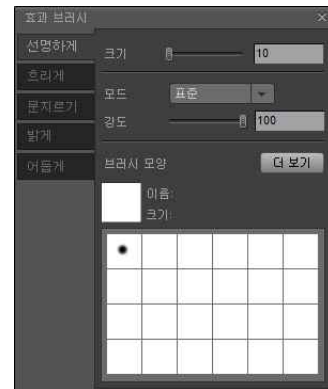 효과 브러시
선명하게
흐리게
문지르기
밝게
어둡게
크기 10
모드 표준
강도 100
브러시 모양 더 보기
이름:
크기: